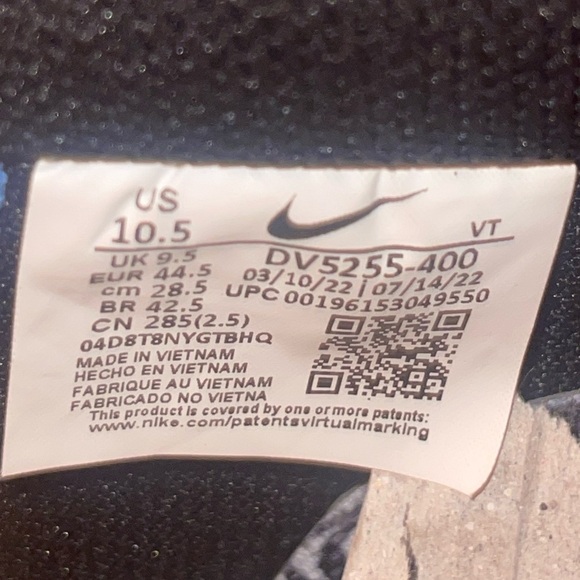 US
10.5
VT
UK 9.5
EUR 44.5
cm 28.5
BR 42.5
CN 285(2.5)
DV5255-400
03/10/22 | 07/14/22
UPC 00196153049550
04D8T8NYGTBHQ
MADE IN VIETNAM
HECHO EN VIETNAM
FABRIQUE AU VIETNAM
FABRICADO NO VIETNA
This product is covered by one or more patents:
www.nike.com/patentsvirtualmarking